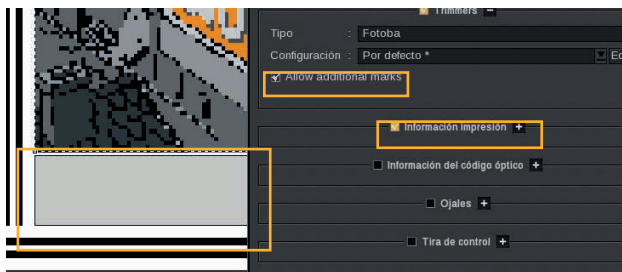 Trimmers −
Tipo : Fotoba
Configuración : Por defecto * Ec
Allow additional marks
Información impresión +
Información del código óptico +
Ojales +
Tira de control +